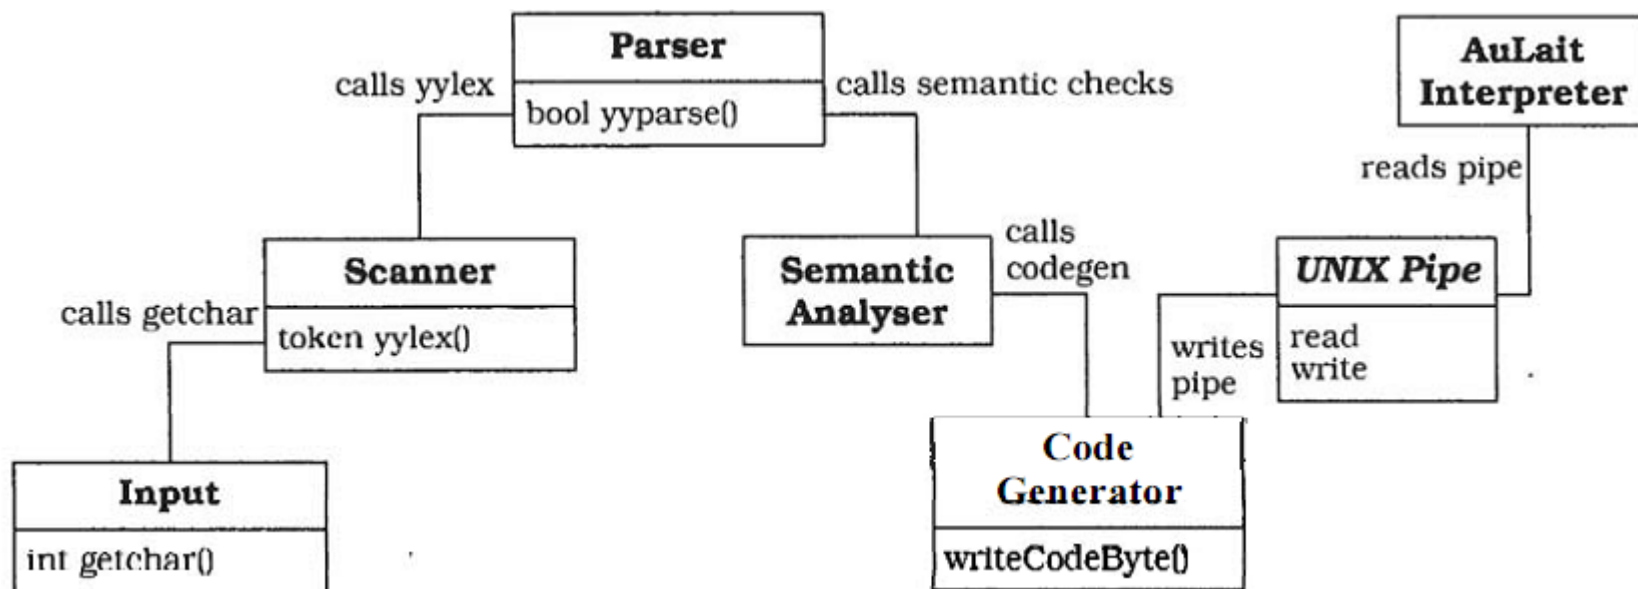 Parser
bool yyparse()
calls yylex
calls semantic checks
AuLait
Interpreter
reads pipe
Scanner
token yylex()
calls getchar
Semantic
Analyser
calls
codegen
UNIX Pipe
read
write
writes
pipe
Input
int getchar()
Code
Generator
writeCodeByte()